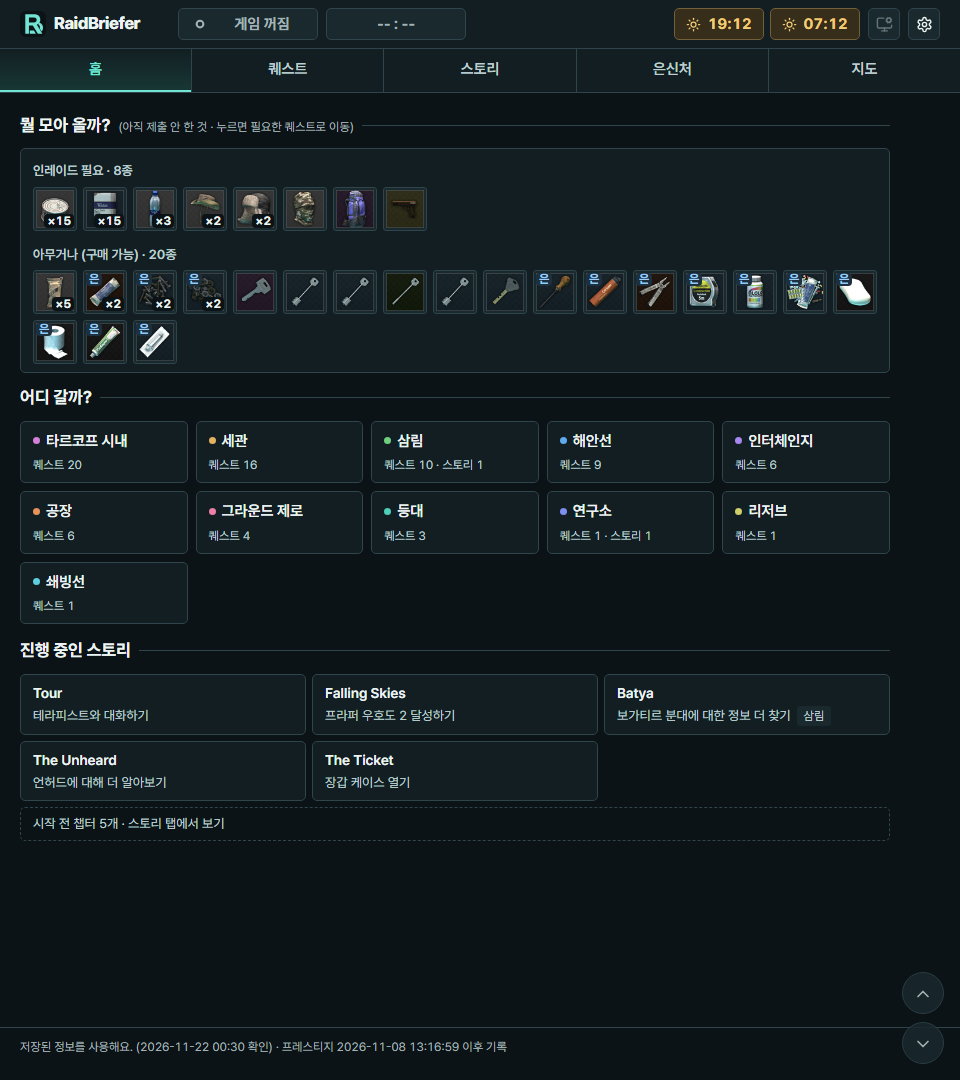 RaidBriefer
게임 꺼짐
-- : --
19:12
07:12
홈
퀘스트
스토리
은신처
지도
뭘 모아 올까? (아직 제출 안 한 것 · 누르면 필요한 퀘스트로 이동)
인레이드 필요 · 8종
×15
×15
×3
×2
×2
아무거나 (구매 가능) · 20종
×5
은 ×2
은 ×2
은 ×2
은
은
은
은
은
은
은
은
은
은
어디 갈까?
타르코프 시내
퀘스트 20
세관
퀘스트 16
삼림
퀘스트 10 · 스토리 1
해안선
퀘스트 9
인터체인지
퀘스트 6
공장
퀘스트 6
그라운드 제로
퀘스트 4
등대
퀘스트 3
연구소
퀘스트 1 · 스토리 1
리저브
퀘스트 1
쇄빙선
퀘스트 1
진행 중인 스토리
Tour
테라피스트와 대화하기
Falling Skies
프라퍼 우호도 2 달성하기
Batya
보가티르 분대에 대한 정보 더 찾기 삼림
The Unheard
언허드에 대해 더 알아보기
The Ticket
장갑 케이스 열기
시작 전 챕터 5개 · 스토리 탭에서 보기
저장된 정보를 사용해요. (2026-11-22 00:30 확인) · 프레스티지 2026-11-08 13:16:59 이후 기록